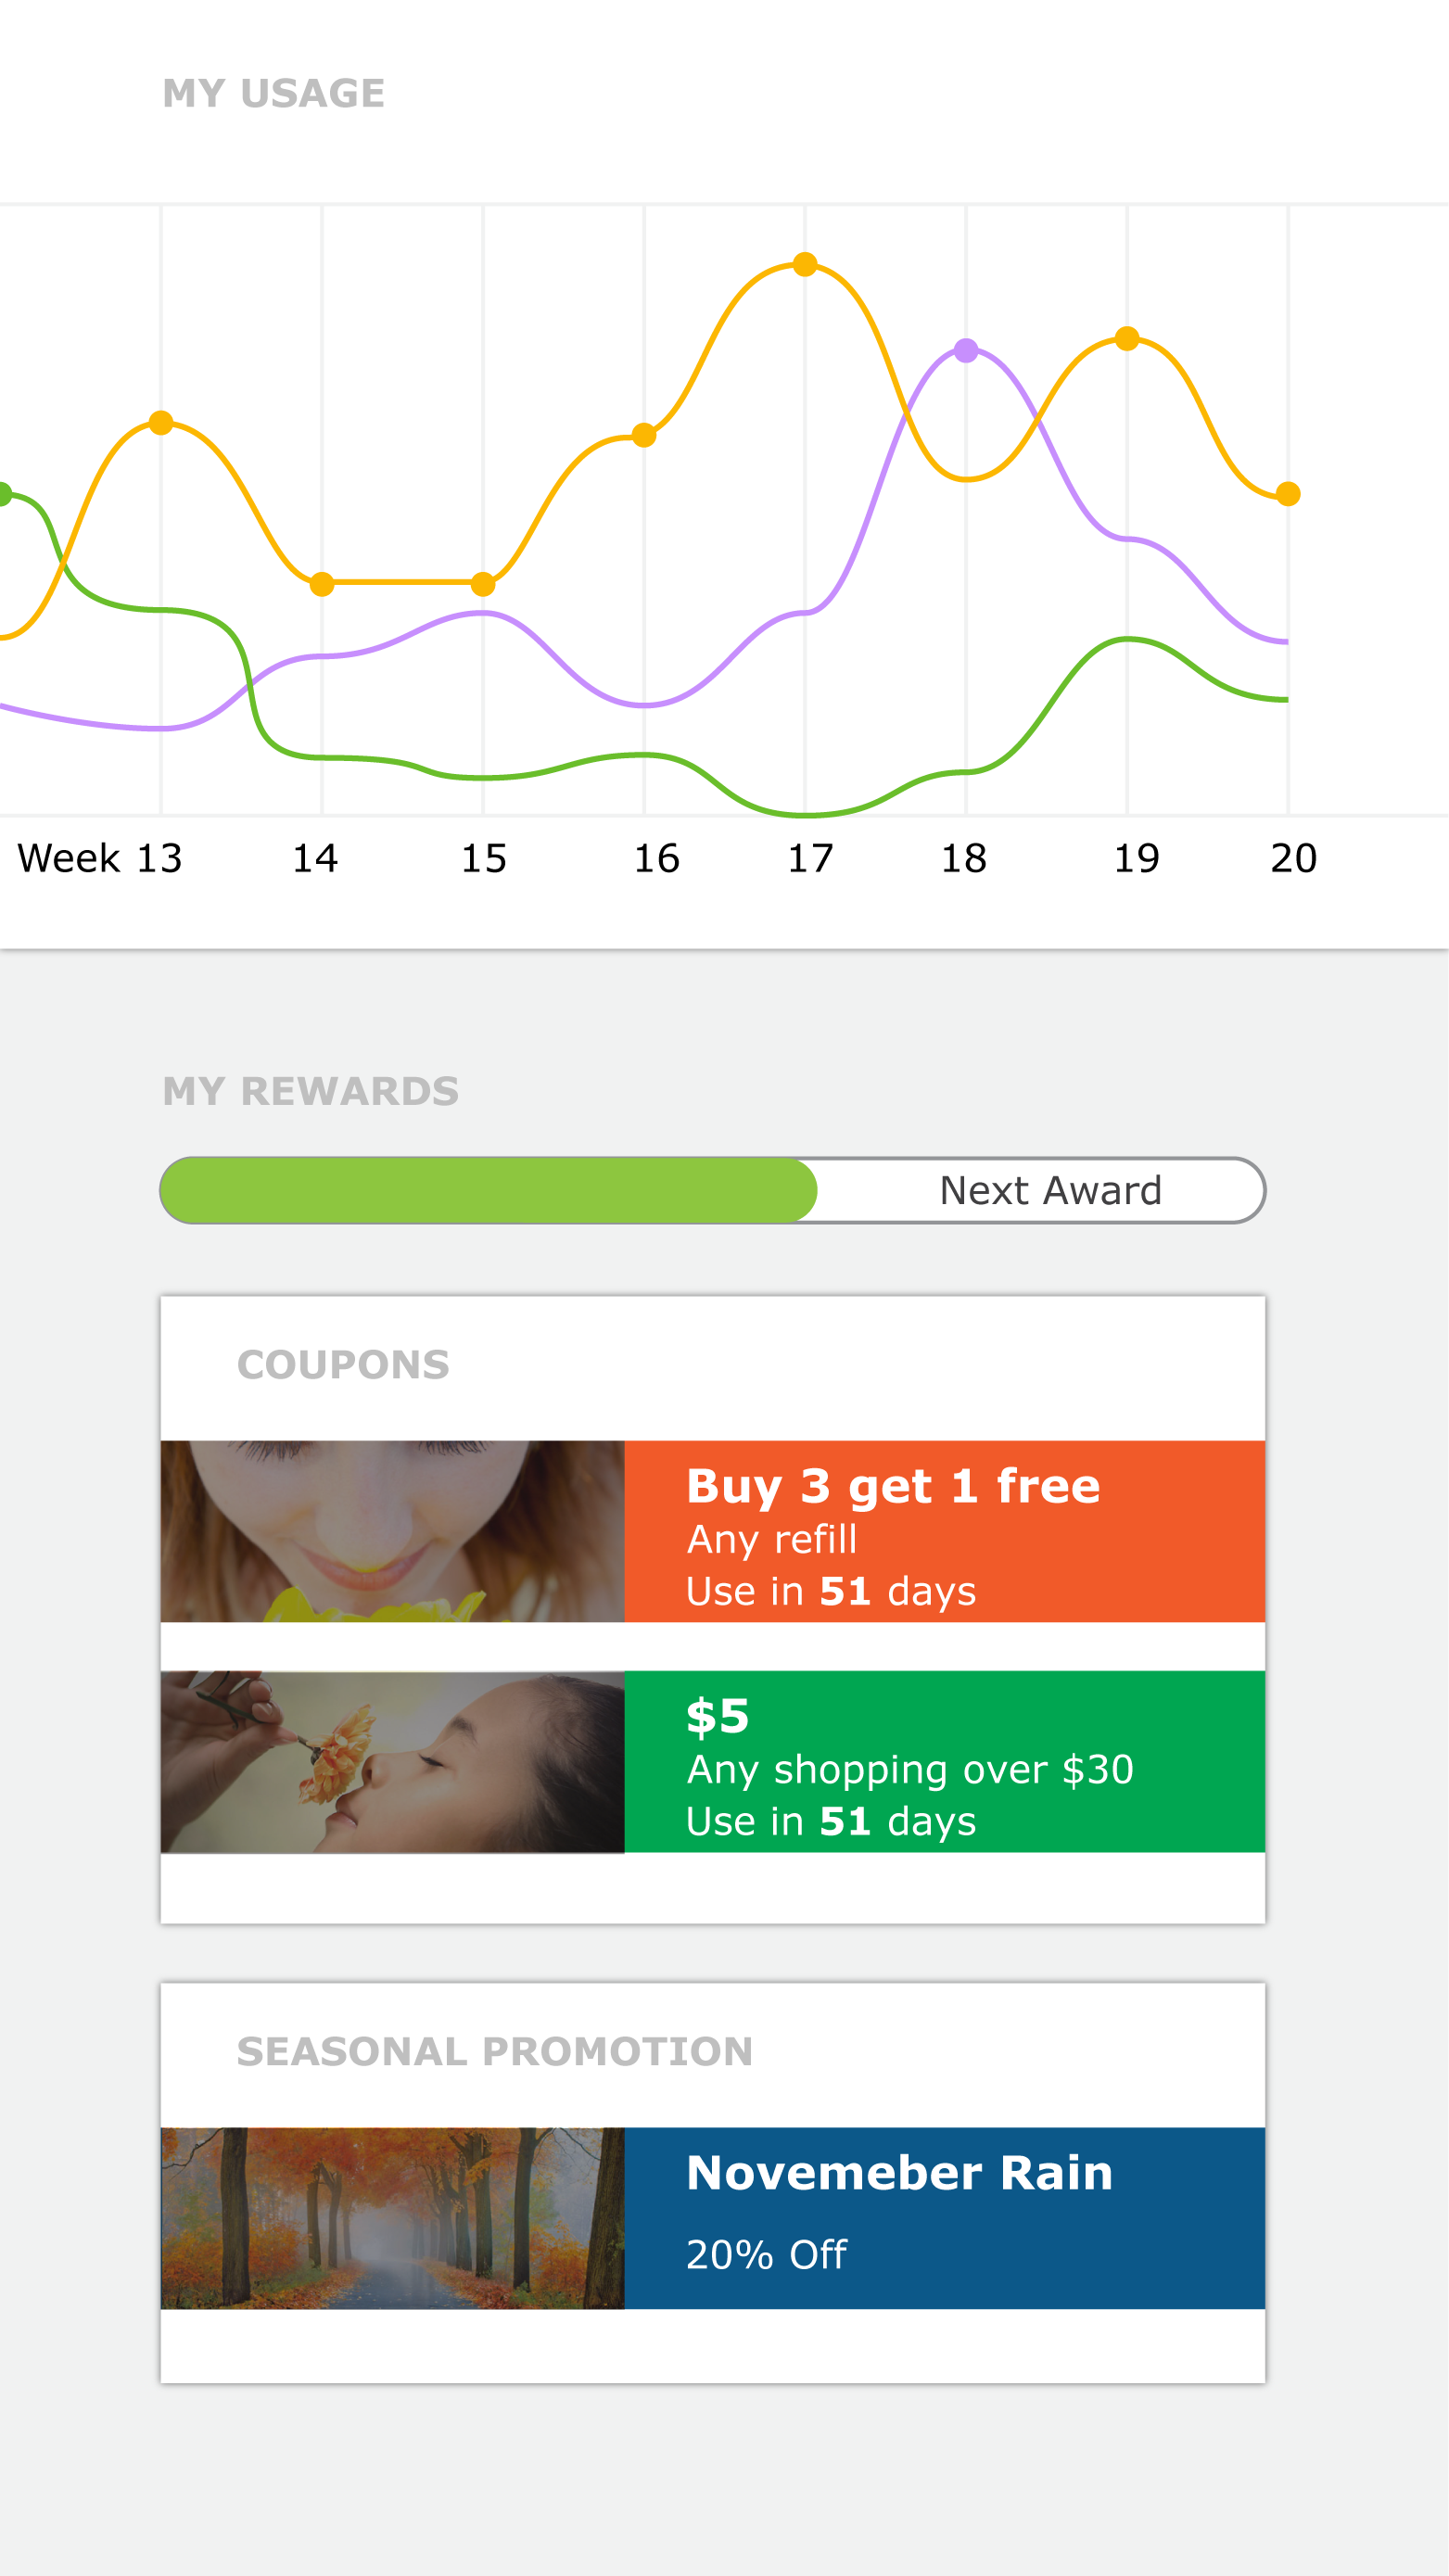 MY USAGE
Week 13 14 15 16 17 18 19 20
MY REWARDS
Next Award
COUPONS
Buy 3 get 1 free
Any refill
Use in 51 days
$5
Any shopping over $30
Use in 51 days
SEASONAL PROMOTION
Novemeber Rain
20% Off